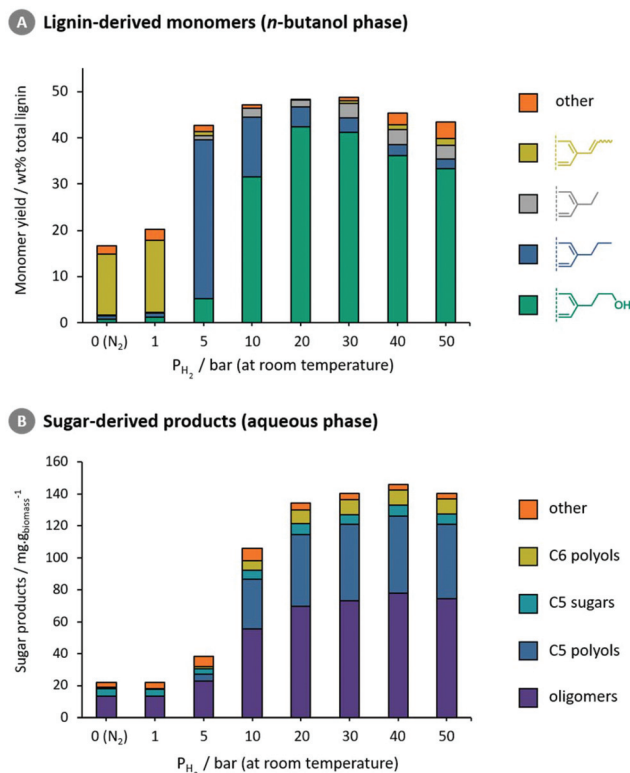 A Lignin-derived monomers (n-butanol phase)
Monomer yield / wt% total lignin
50
40
30
20
10
0
0 (N₂) 1 5 10 20 30 40 50
P_H₂ / bar (at room temperature)
other
OH
B Sugar-derived products (aqueous phase)
Sugar products / mg.g_biomass⁻¹
160
140
120
100
80
60
40
20
0
0 (N₂) 1 5 10 20 30 40 50
P_H₂ / bar (at room temperature)
other
C6 polyols
C5 sugars
C5 polyols
oligomers